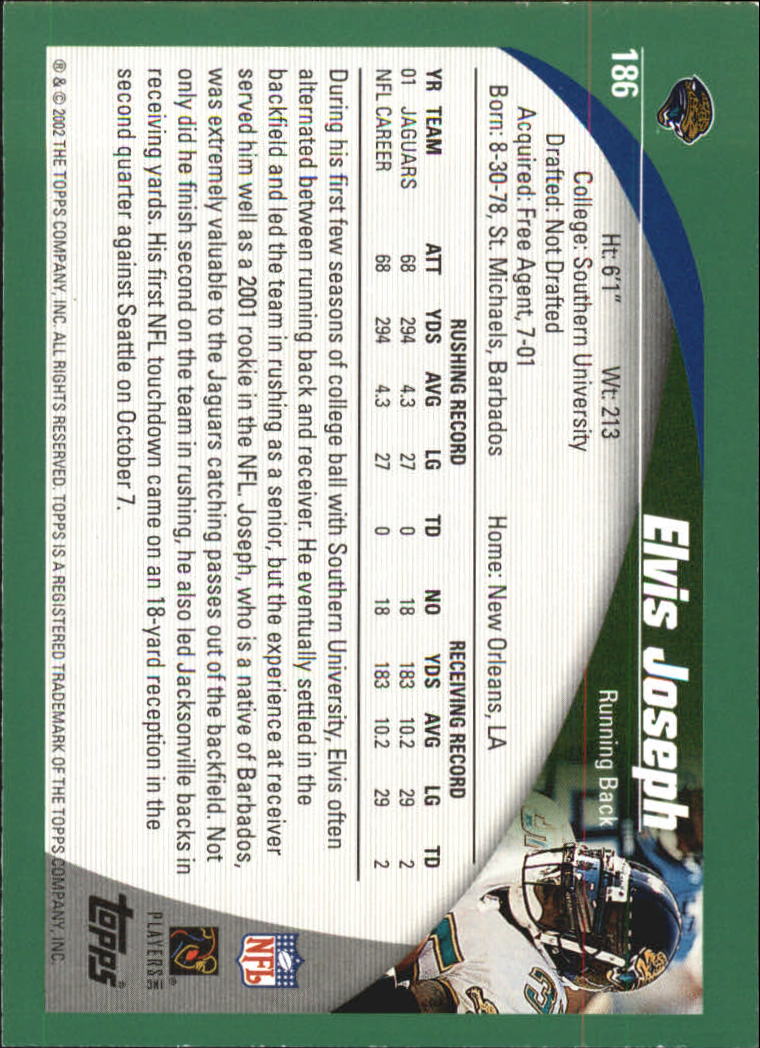 186
Elvis Joseph
Running Back
Ht: 6'1" Wt: 213
College: Southern University
Drafted: Not Drafted
Acquired: Free Agent, 7-01
Born: 8-30-78, St. Michaels, Barbados Home: New Orleans, LA
RUSHING RECORD RECEIVING RECORD
YR TEAM ATT YDS AVG LG TD NO YDS AVG LG TD
01 JAGUARS 68 294 4.3 27 0 18 183 10.2 29 2
NFL CAREER 68 294 4.3 27 0 18 183 10.2 29 2
During his first few seasons of college ball with Southern University, Elvis often
alternated between running back and receiver. He eventually settled in the
backfield and led the team in rushing as a senior, but the experience at receiver
served him well as a 2001 rookie in the NFL. Joseph, who is a native of Barbados,
was extremely valuable to the Jaguars catching passes out of the backfield. Not
only did he finish second on the team in rushing, he also led Jacksonville backs in
receiving yards. His first NFL touchdown came on an 18-yard reception in the
second quarter against Seattle on October 7.
NFL
PLAYERS INC ®
topps®
® & © 2002 THE TOPPS COMPANY, INC. ALL RIGHTS RESERVED. TOPPS IS A REGISTERED TRADEMARK OF THE TOPPS COMPANY, INC.